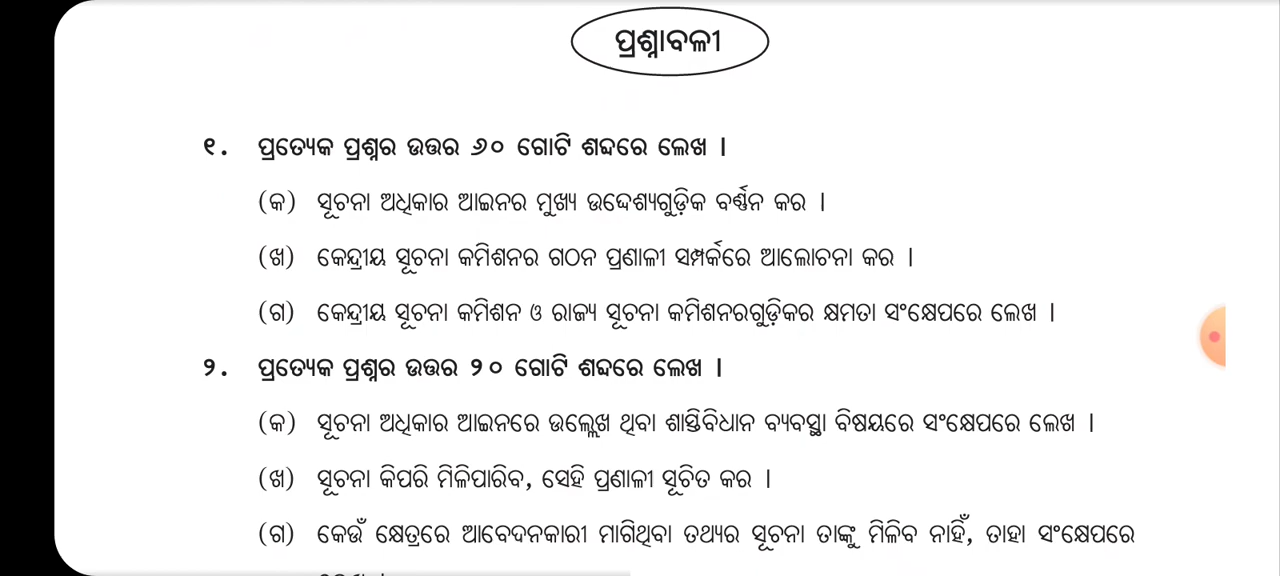 ପ୍ରଶ୍ନାବଳୀ
୧. ପ୍ରତ୍ୟେକ ପ୍ରଶ୍ନର ଉତ୍ତର ୬୦ ଗୋଟି ଶବ୍ଦରେ ଲେଖ ।
(କ) ସୂଚନା ଅଧିକାର ଆଇନର ମୁଖ୍ୟ ଉଦ୍ଦେଶ୍ୟଗୁଡ଼ିକ ବର୍ଣ୍ଣନ କର ।
(ଖ) କେନ୍ଦ୍ରୀୟ ସୂଚନା କମିଶନର ଗଠନ ପ୍ରଣାଳୀ ସମ୍ପର୍କରେ ଆଲୋଚନା କର ।
(ଗ) କେନ୍ଦ୍ରୀୟ ସୂଚନା କମିଶନ ଓ ରାଜ୍ୟ ସୂଚନା କମିଶନରଗୁଡ଼ିକର କ୍ଷମତା ସଂକ୍ଷେପରେ ଲେଖ ।
୨. ପ୍ରତ୍ୟେକ ପ୍ରଶ୍ନର ଉତ୍ତର ୨୦ ଗୋଟି ଶବ୍ଦରେ ଲେଖ ।
(କ) ସୂଚନା ଅଧିକାର ଆଇନରେ ଉଲ୍ଲେଖ ଥିବା ଶାସ୍ତିବିଧାନ ବ୍ୟବସ୍ଥା ବିଷୟରେ ସଂକ୍ଷେପରେ ଲେଖ ।
(ଖ) ସୂଚନା କିପରି ମିଳିପାରିବ, ସେହି ପ୍ରଣାଳୀ ସୂଚିତ କର ।
(ଗ) କେଉଁ କ୍ଷେତ୍ରରେ ଆବେଦନକାରୀ ମାଗିଥିବା ତଥ୍ୟର ସୂଚନା ତାଙ୍କୁ ମିଳିବ ନାହିଁ, ତାହା ସଂକ୍ଷେପରେ